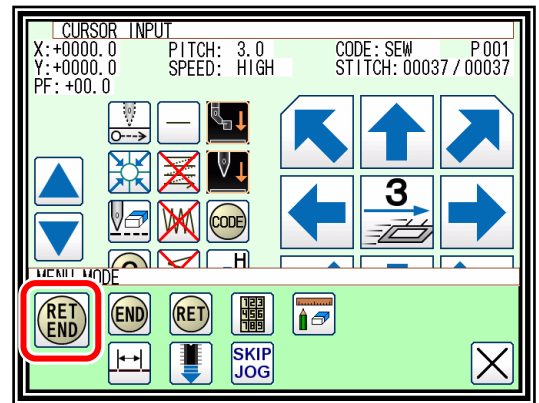 CURSOR INPUT
X:+0000.0 PITCH: 3.0 CODE:SEW P001
Y:+0000.0 SPEED: HIGH STITCH:00037/00037
PF:+00.0
3
CODE
H
MENU MODE
RET END END RET 123 456 789
SKIP JOG